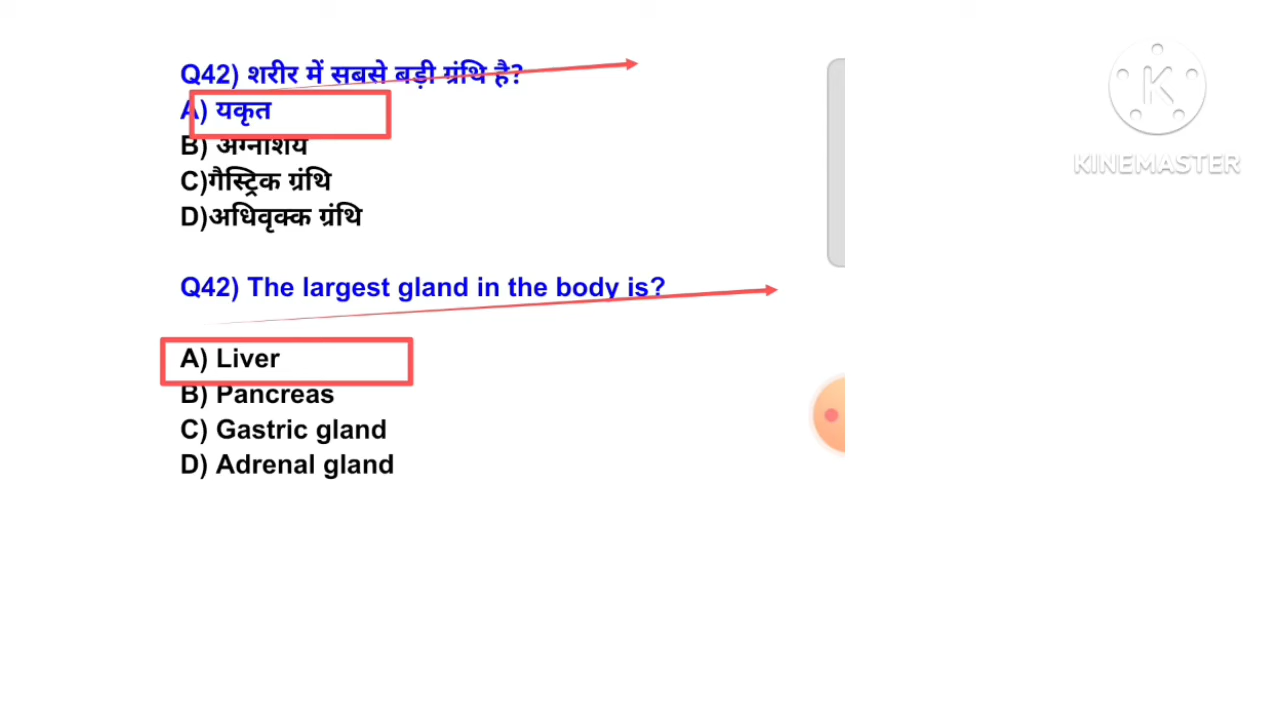 Q42) शरीर में सबसे बड़ी ग्रंथि है?
A) यकृत
B) अग्नाशय
C)गैस्ट्रिक ग्रंथि
D)अधिवृक्क ग्रंथि
Q42) The largest gland in the body is?
A) Liver
B) Pancreas
C) Gastric gland
D) Adrenal gland
K
KINEMASTER